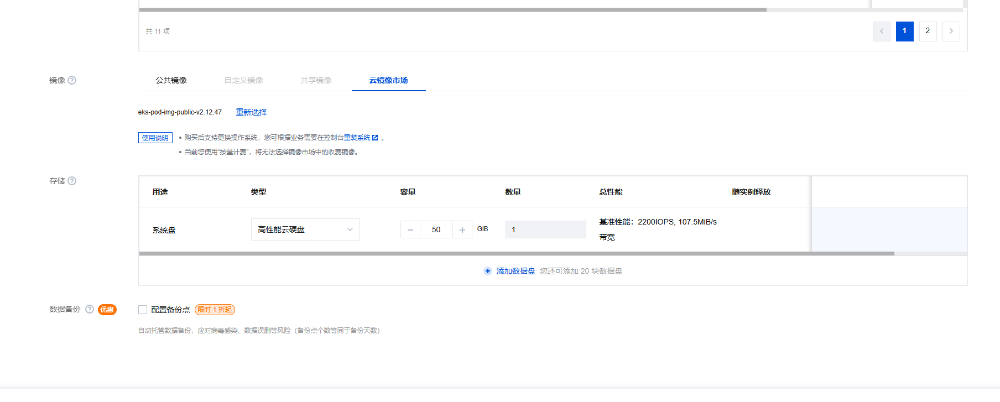 共 11 项
1
2
镜像
公共镜像
自定义镜像
共享镜像
云镜像市场
eks-pod-img-public-v2.12.47 重新选择
使用说明
• 购买后支持更换操作系统，您可根据业务需要在控制台重装系统 。
• 当前您使用“按量计费”，将无法选择镜像市场中的收费镜像。
存储
用途 类型 容量 数量 总性能 随实例释放
系统盘 高性能云硬盘 − 50 + GiB 1 基准性能：2200IOPS, 107.5MiB/s
带宽
添加数据盘 您还可添加 20 块数据盘
数据备份 优惠
配置备份点 限时 1 折起
自动托管数据备份，应对病毒感染、数据误删等风险（备份点个数等同于备份天数）